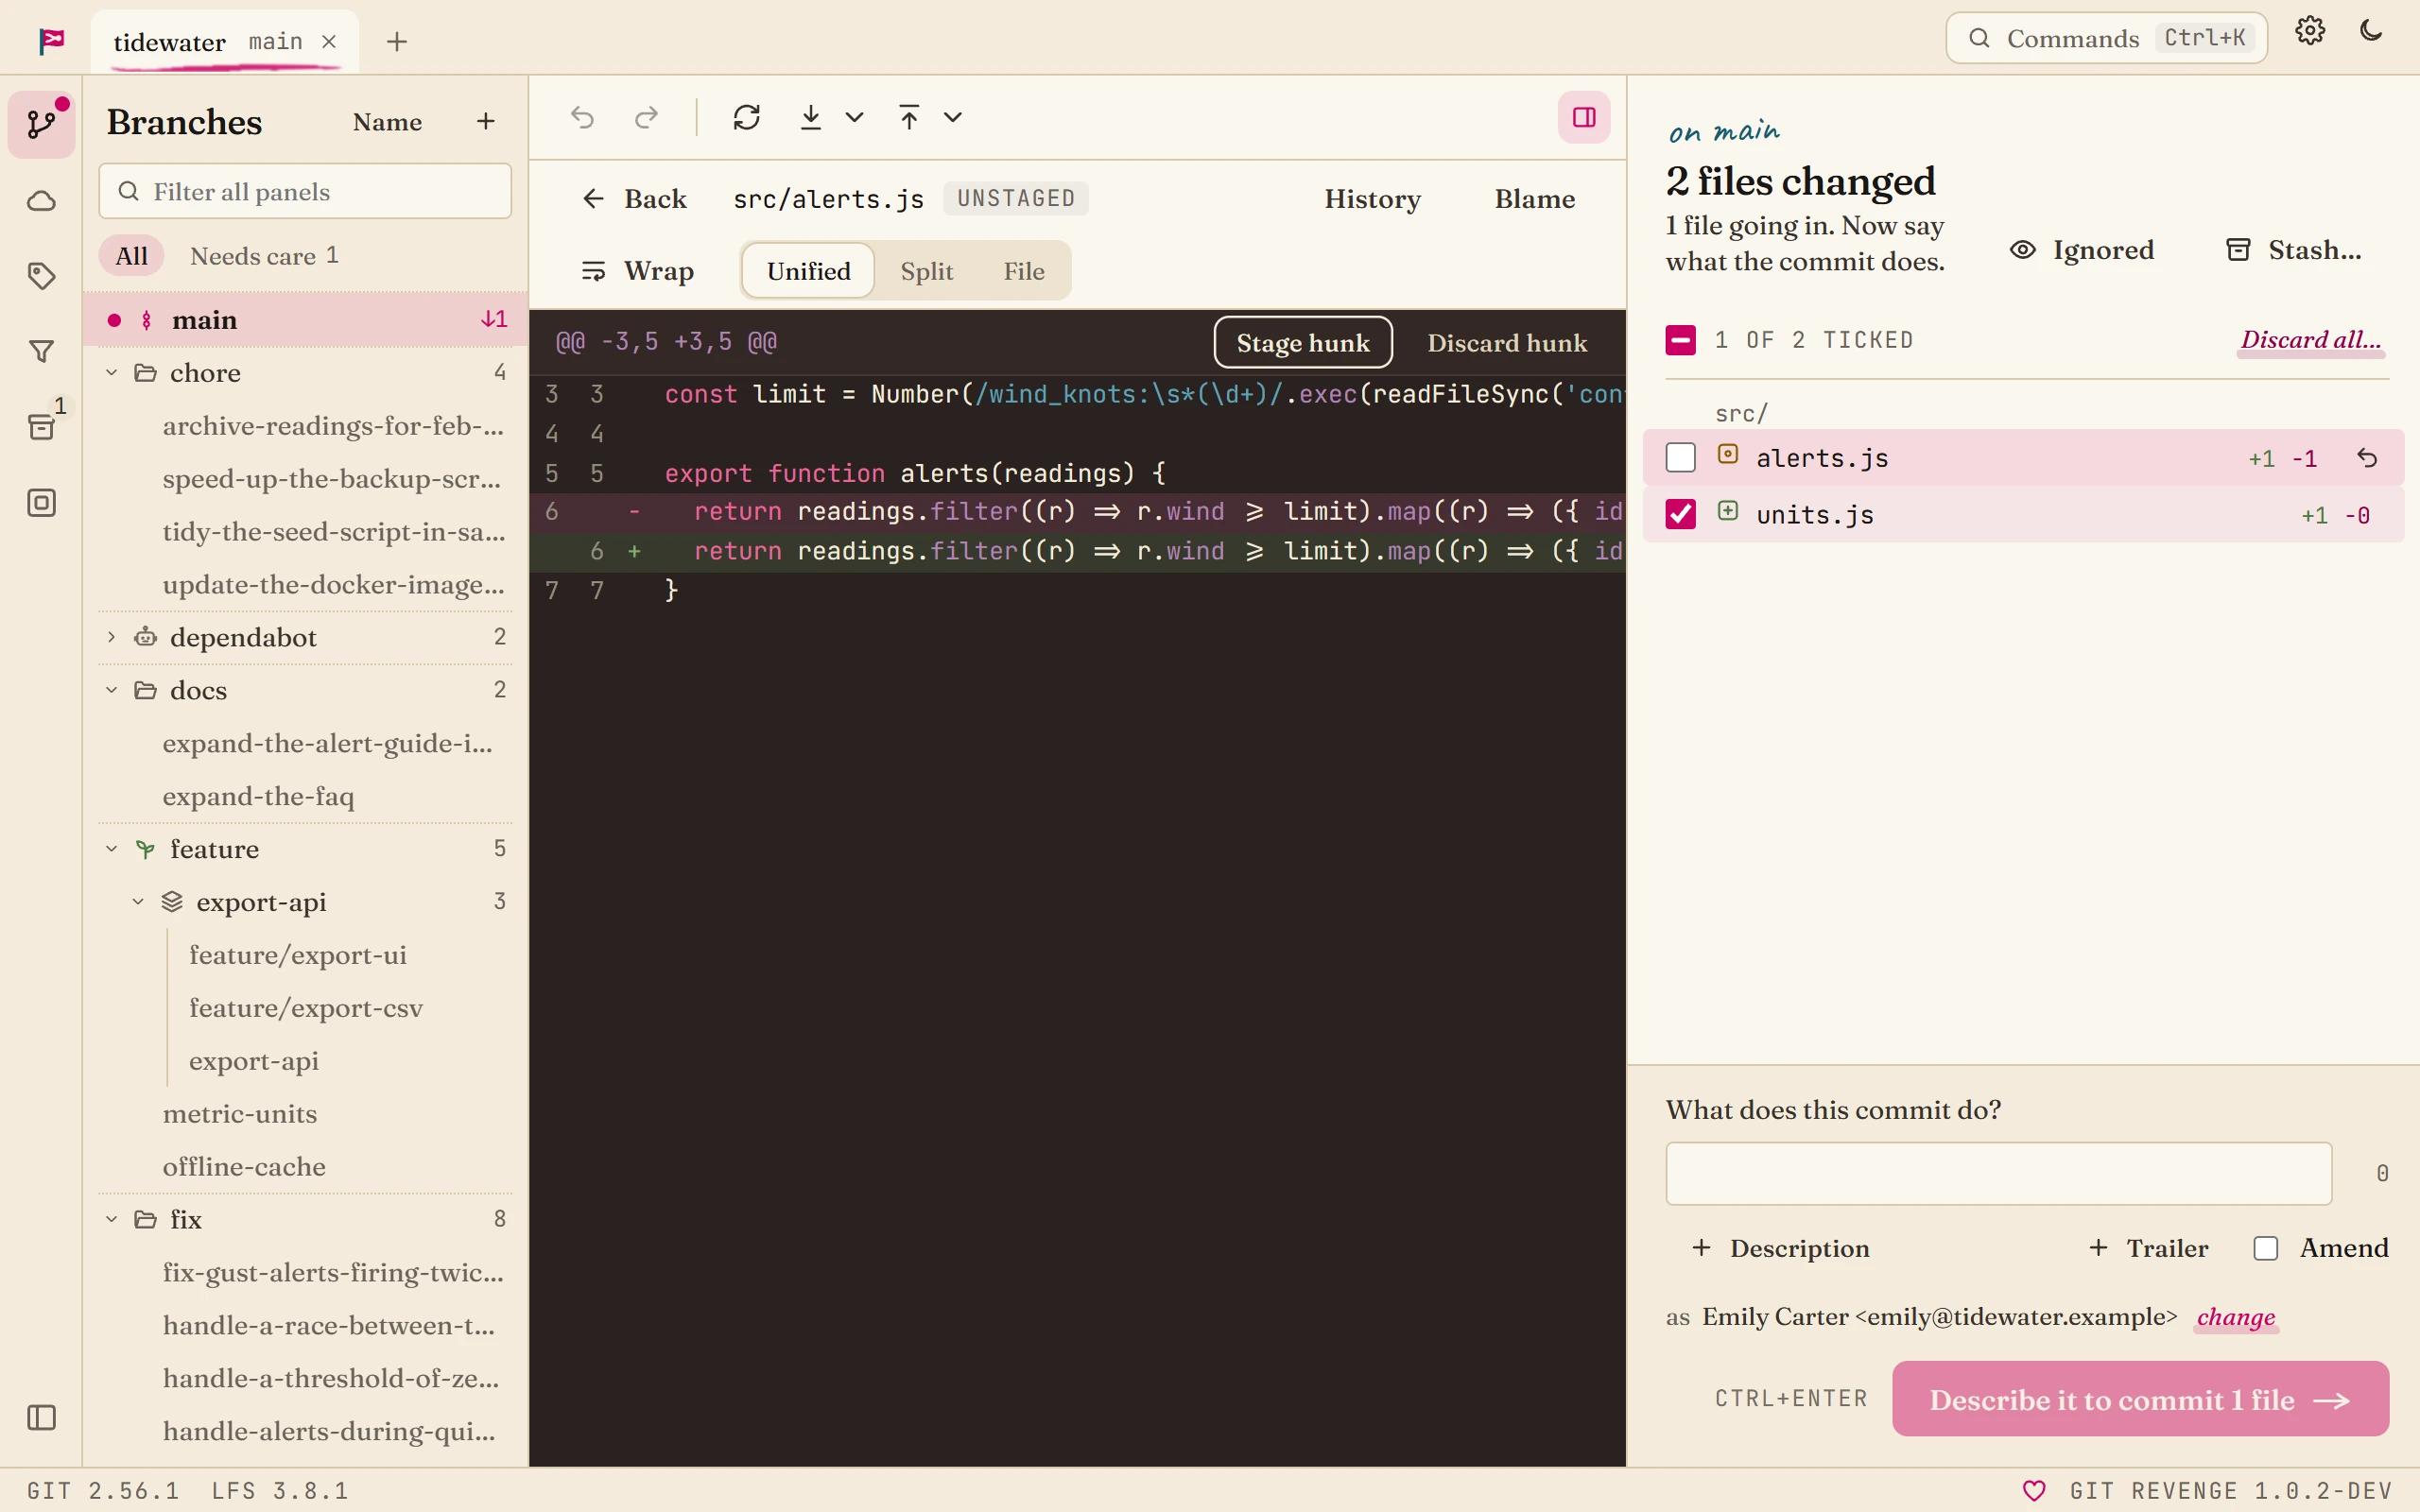 tidewater main
Commands Ctrl+K
Branches Name
Filter all panels
All Needs care 1
main ↓1
chore 4
archive-readings-for-feb-...
speed-up-the-backup-scr...
tidy-the-seed-script-in-sa...
update-the-docker-image...
dependabot 2
docs 2
expand-the-alert-guide-i...
expand-the-faq
feature 5
export-api 3
feature/export-ui
feature/export-csv
export-api
metric-units
offline-cache
fix 8
fix-gust-alerts-firing-twic...
handle-a-race-between-t...
handle-a-threshold-of-ze...
handle-alerts-during-qui...
1
Back src/alerts.js UNSTAGED History Blame
Wrap Unified Split File
@@ -3,5 +3,5 @@ Stage hunk Discard hunk
3 3 const limit = Number(/wind_knots:\s*(\d+)/.exec(readFileSync('con
4 4
5 5 export function alerts(readings) {
6 - return readings.filter((r) => r.wind >= limit).map((r) => ({ id
6 + return readings.filter((r) => r.wind >= limit).map((r) => ({ id
7 7 }
on main
2 files changed
1 file going in. Now say
what the commit does.
Ignored Stash...
1 OF 2 TICKED Discard all...
src/
alerts.js +1 -1
units.js +1 -0
What does this commit do?
0
+ Description + Trailer Amend
as Emily Carter <emily@tidewater.example> change
CTRL+ENTER Describe it to commit 1 file →
GIT 2.56.1 LFS 3.8.1
GIT REVENGE 1.0.2-DEV